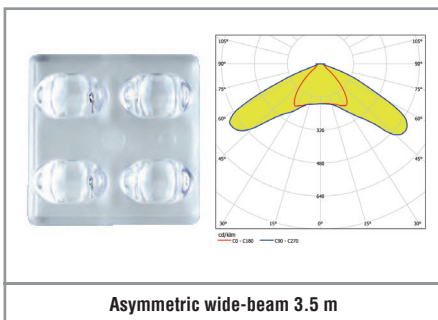 105° 105°
90° 90°
75° 75°
60° 60°
45° 45°
320
480
640
30° 15° 0° 15° 30°
cd/klm
C0 - C180 C90 - C270
Asymmetric wide-beam 3.5 m